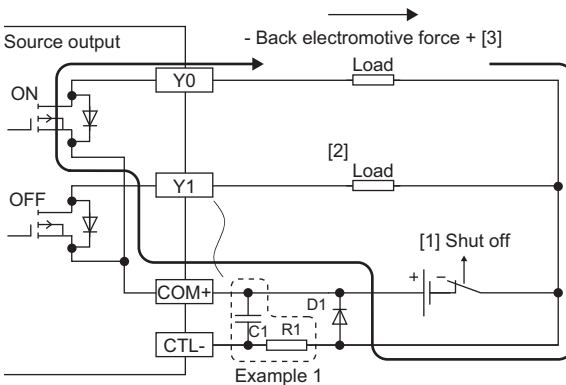 Source output
- Back electromotive force + [3]
Y0
Load
ON
[2]
Y1
Load
OFF
[1] Shut off
+
-
COM+
D1
C1
R1
CTL-
Example 1